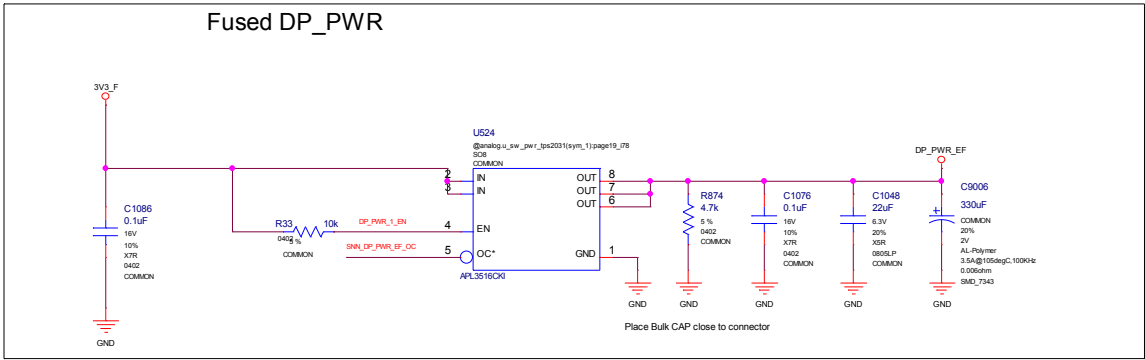 Fused DP_PWR
3V3_F
C1086
0.1uF
16V
10%
X7R
0402
COMMON
GND
R33 10k
0402
5 %
COMMON
DP_PWR_1_EN
SNN_DP_PWR_EF_OC
U524
@analog.u_sw_pwr_tps2031(sym_1):page19_i78
SO8
COMMON
2 IN
3 IN
4 EN
5 OC*
OUT 8
OUT 7
OUT 6
GND 1
APL3516CKI
GND
R874
4.7k
5 %
0402
COMMON
GND
C1076
0.1uF
16V
10%
X7R
0402
COMMON
GND
C1048
22uF
6.3V
20%
X5R
0805LP
COMMON
GND
DP_PWR_EF
C9006
330uF
COMMON
20%
2V
AL-Polymer
3.5A@105degC,100KHz
0.006ohm
SMD_7343
GND
Place Bulk CAP close to connector